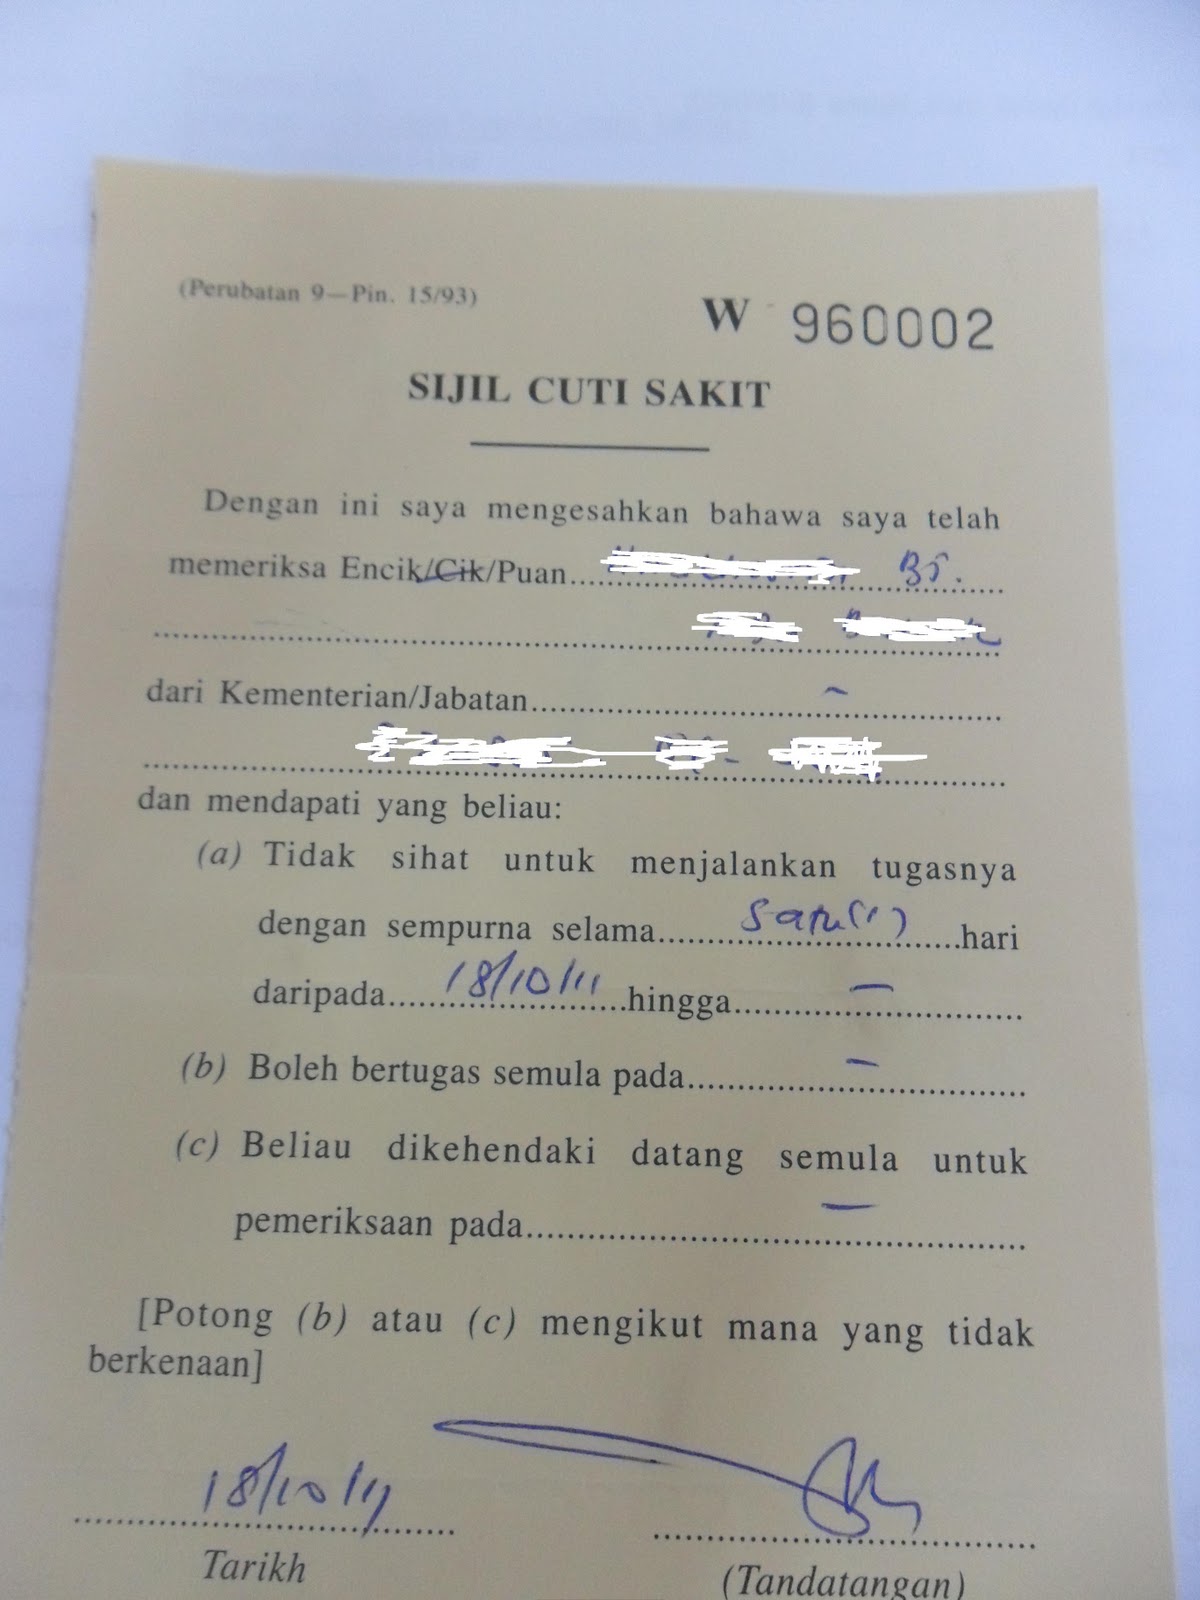 (Perubatan 9—Pin. 15/93)
W 960002
SIJIL CUTI SAKIT
Dengan ini saya mengesahkan bahawa saya telah
memeriksa Encik/Cik/Puan.................... Bt.
....................
dari Kementerian/Jabatan.................... -
....................
dan mendapati yang beliau:
(a) Tidak sihat untuk menjalankan tugasnya
dengan sempurna selama.......satu(1).......hari
daripada.......18/10/11.......hingga....... - .......
(b) Boleh bertugas semula pada....... - .......
(c) Beliau dikehendaki datang semula untuk
pemeriksaan pada....... - .......
[Potong (b) atau (c) mengikut mana yang tidak
berkenaan]
18/10/11
Tarikh
(Tandatangan)